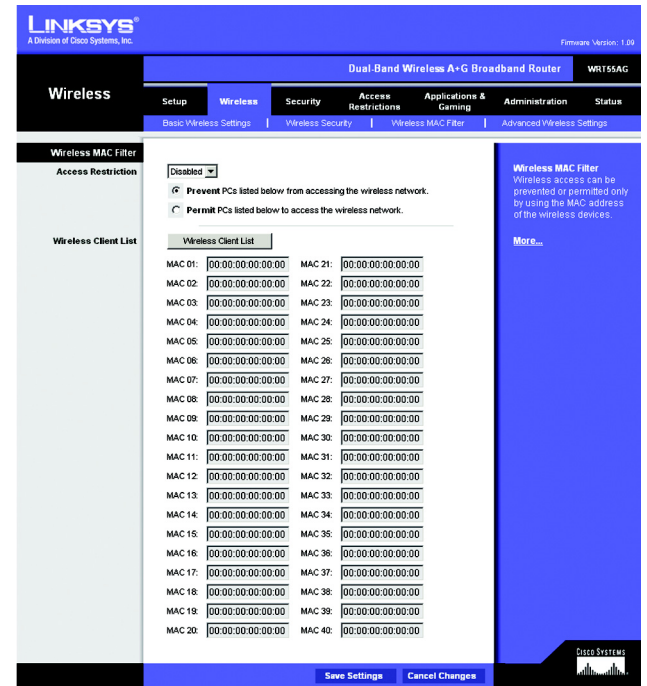 LINKSYS®
A Division of Cisco Systems, Inc.
Firmware Version: 1.09
Dual-Band Wireless A+G Broadband Router WRT55AG
Wireless
Setup Wireless Security Access Restrictions Applications & Gaming Administration Status
Basic Wireless Settings | Wireless Security | Wireless MAC Filter | Advanced Wireless Settings
Wireless MAC Filter
Access Restriction
Disabled
Prevent PCs listed below from accessing the wireless network.
Permit PCs listed below to access the wireless network.
Wireless Client List
Wireless Client List
MAC 01: 00:00:00:00:00:00 MAC 21: 00:00:00:00:00:00
MAC 02: 00:00:00:00:00:00 MAC 22: 00:00:00:00:00:00
MAC 03: 00:00:00:00:00:00 MAC 23: 00:00:00:00:00:00
MAC 04: 00:00:00:00:00:00 MAC 24: 00:00:00:00:00:00
MAC 05: 00:00:00:00:00:00 MAC 25: 00:00:00:00:00:00
MAC 06: 00:00:00:00:00:00 MAC 26: 00:00:00:00:00:00
MAC 07: 00:00:00:00:00:00 MAC 27: 00:00:00:00:00:00
MAC 08: 00:00:00:00:00:00 MAC 28: 00:00:00:00:00:00
MAC 09: 00:00:00:00:00:00 MAC 29: 00:00:00:00:00:00
MAC 10: 00:00:00:00:00:00 MAC 30: 00:00:00:00:00:00
MAC 11: 00:00:00:00:00:00 MAC 31: 00:00:00:00:00:00
MAC 12: 00:00:00:00:00:00 MAC 32: 00:00:00:00:00:00
MAC 13: 00:00:00:00:00:00 MAC 33: 00:00:00:00:00:00
MAC 14: 00:00:00:00:00:00 MAC 34: 00:00:00:00:00:00
MAC 15: 00:00:00:00:00:00 MAC 35: 00:00:00:00:00:00
MAC 16: 00:00:00:00:00:00 MAC 36: 00:00:00:00:00:00
MAC 17: 00:00:00:00:00:00 MAC 37: 00:00:00:00:00:00
MAC 18: 00:00:00:00:00:00 MAC 38: 00:00:00:00:00:00
MAC 19: 00:00:00:00:00:00 MAC 39: 00:00:00:00:00:00
MAC 20: 00:00:00:00:00:00 MAC 40: 00:00:00:00:00:00
Wireless MAC Filter
Wireless access can be
prevented or permitted only
by using the MAC address
of the wireless devices.
More...
Save Settings Cancel Changes
CISCO SYSTEMS